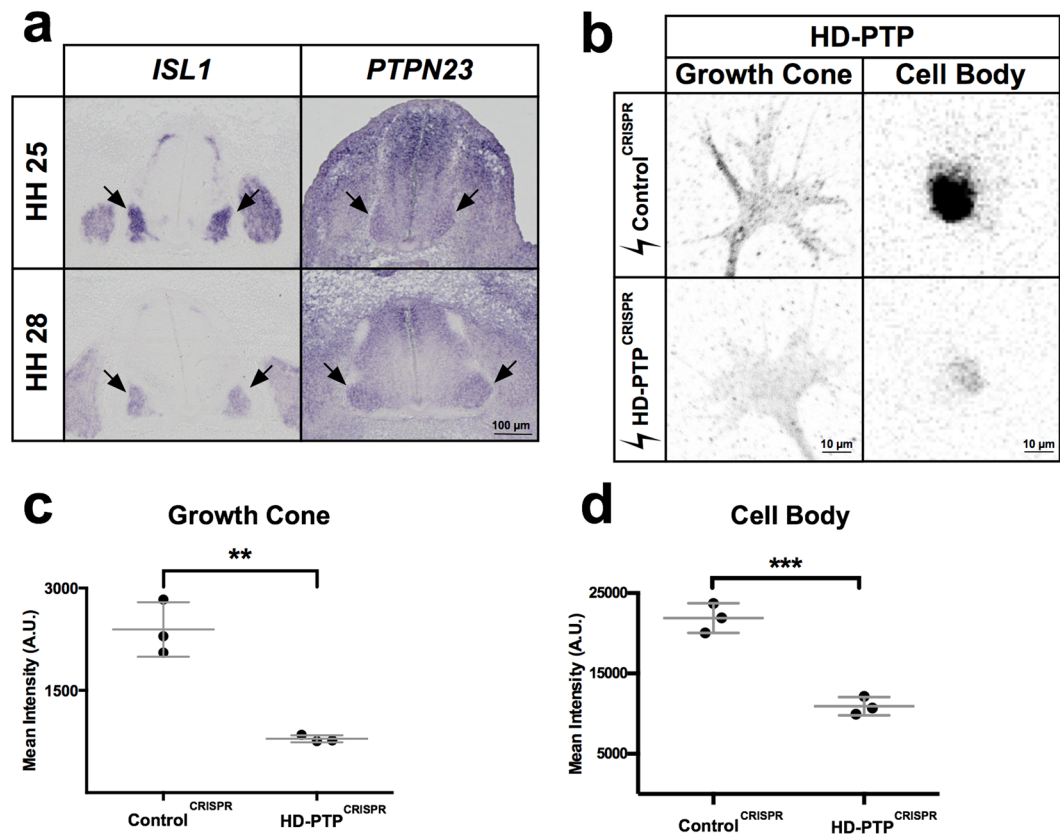 a
ISL1 PTPN23
HH 25
HH 28
100 µm
b
HD-PTP
Growth Cone Cell Body
Control^CRISPR
HD-PTP^CRISPR
10 µm 10 µm
c
Growth Cone
**
3000
1500
Mean Intensity (A.U.)
Control^CRISPR HD-PTP^CRISPR
d
Cell Body
***
25000
15000
5000
Mean Intensity (A.U.)
Control^CRISPR HD-PTP^CRISPR